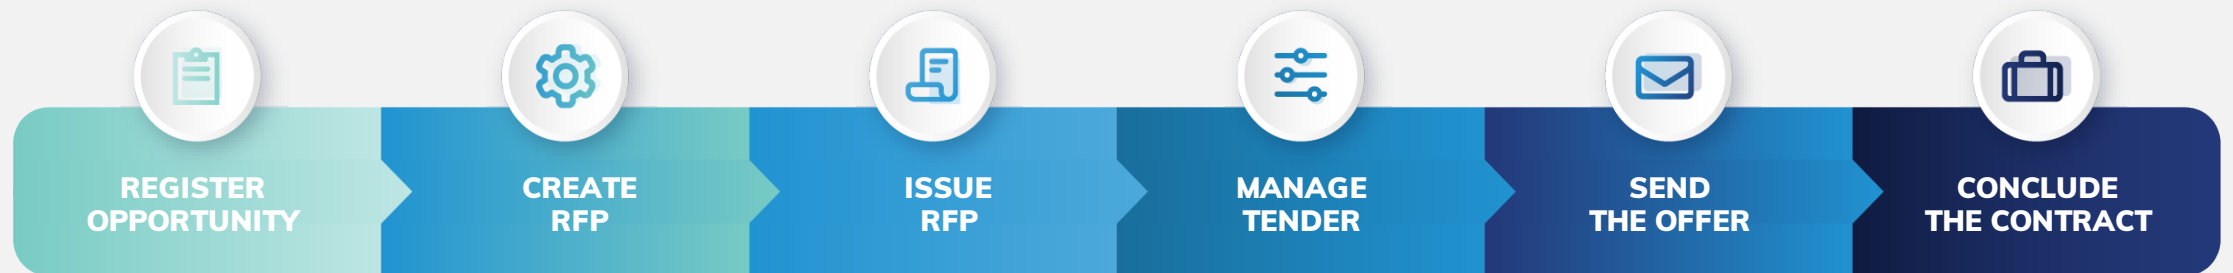 REGISTER
OPPORTUNITY
CREATE
RFP
ISSUE
RFP
MANAGE
TENDER
SEND
THE OFFER
CONCLUDE
THE CONTRACT